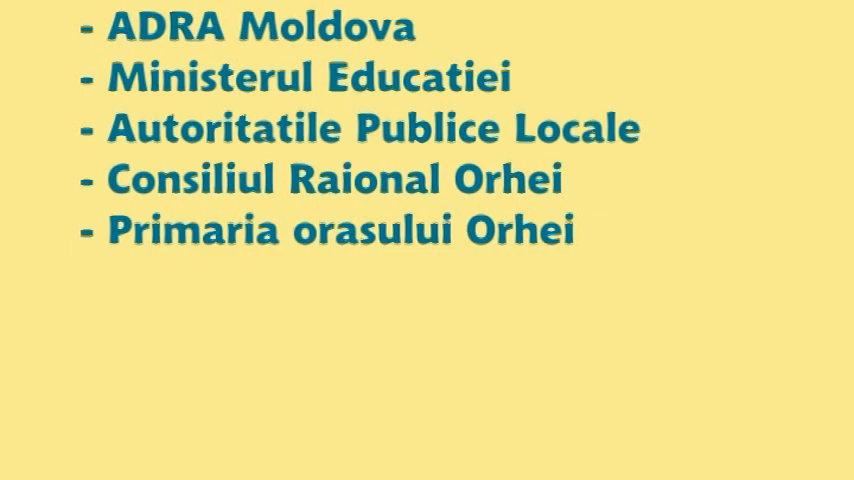 - ADRA Moldova
- Ministerul Educatiei
- Autoritatile Publice Locale
- Consiliul Raional Orhei
- Primaria orasului Orhei